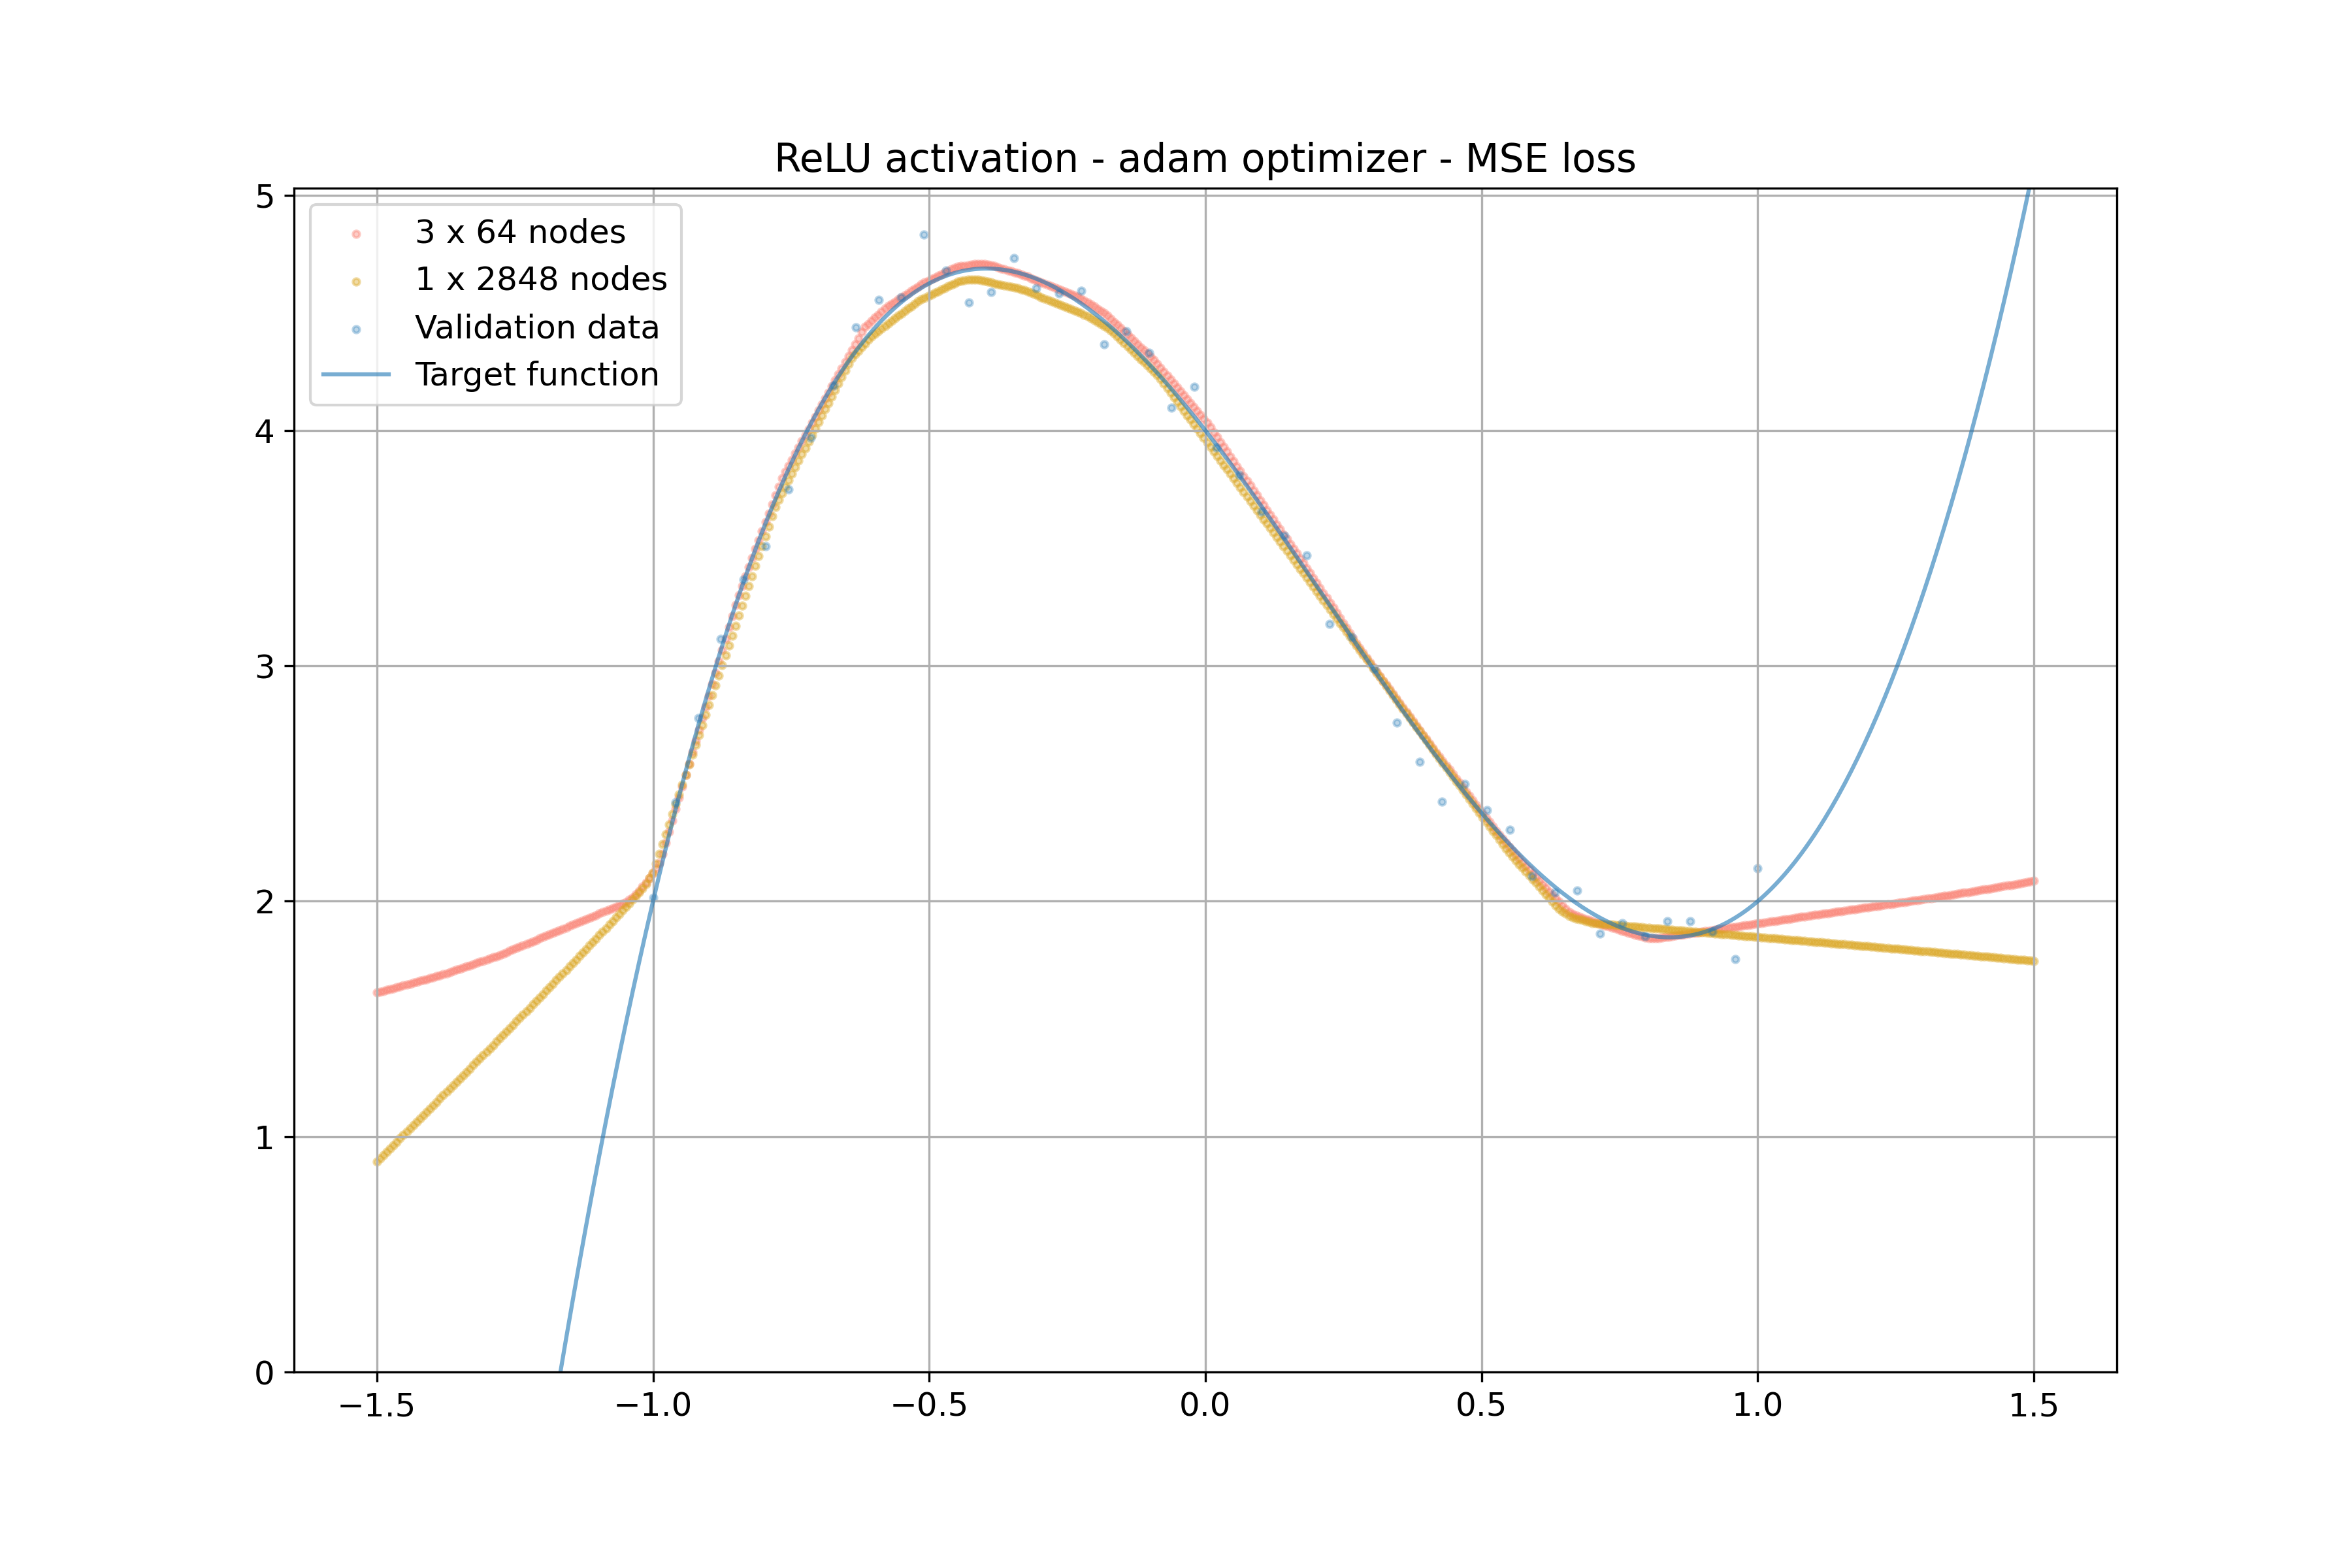 ReLU activation - adam optimizer - MSE loss
3 x 64 nodes
1 x 2848 nodes
Validation data
Target function
5
4
3
2
1
0
−1.5 −1.0 −0.5 0.0 0.5 1.0 1.5